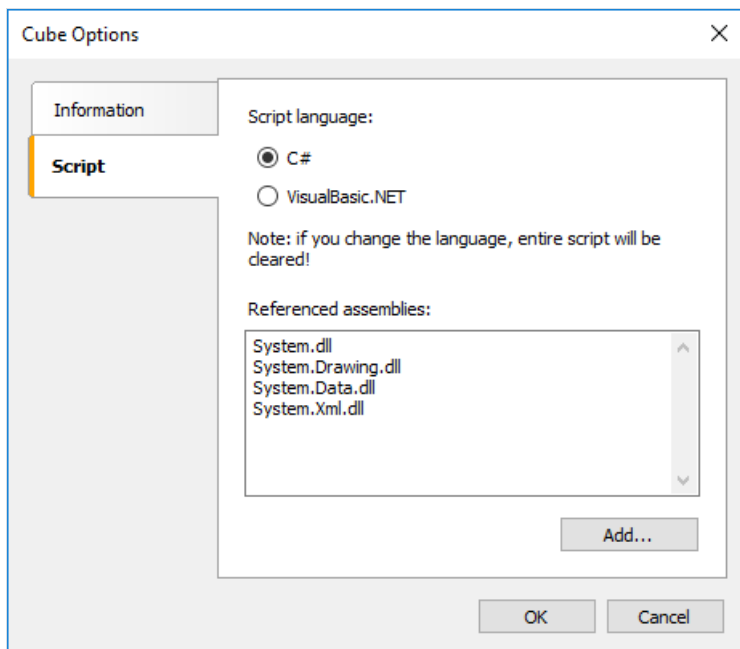 Cube Options
Information
Script
Script language:
C#
VisualBasic.NET
Note: if you change the language, entire script will be
cleared!
Referenced assemblies:
System.dll
System.Drawing.dll
System.Data.dll
System.Xml.dll
Add...
OK
Cancel